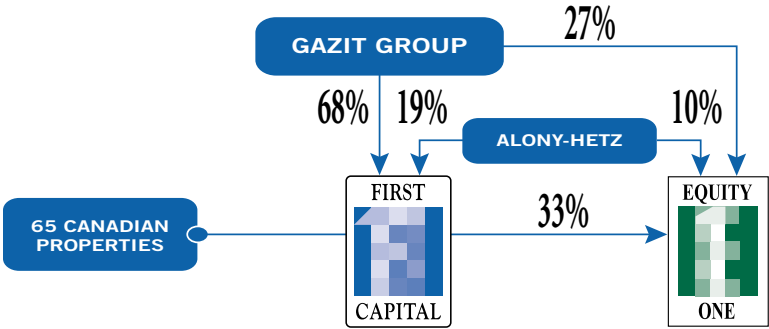 GAZIT GROUP
27%
68%
19%
10%
ALONY-HETZ
FIRST
CAPITAL
33%
EQUITY
ONE
65 CANADIAN
PROPERTIES